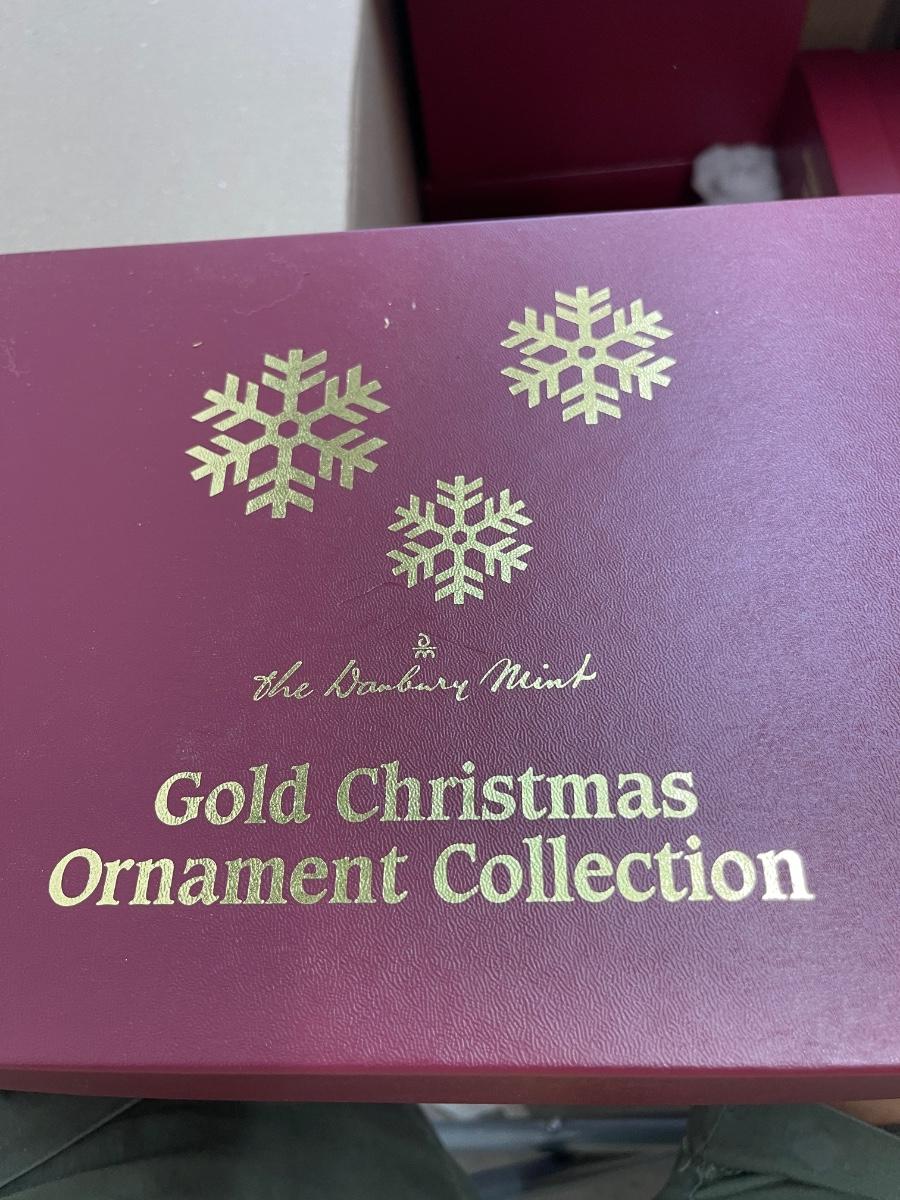 the Danbury Mint
Gold Christmas
Ornament Collection